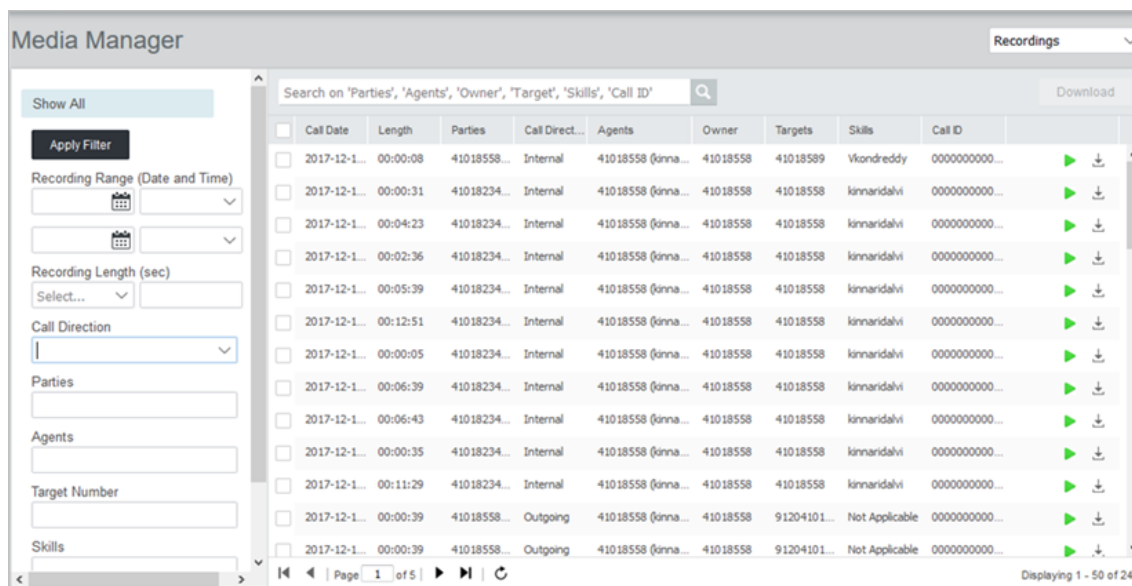 Media Manager
Recordings
Show All
Apply Filter
Recording Range (Date and Time)
Recording Length (sec)
Select...
Call Direction
Parties
Agents
Target Number
Skills
Search on 'Parties', 'Agents', 'Owner', 'Target', 'Skills', 'Call ID'
Download
Call Date Length Parties Call Direct... Agents Owner Targets Skills Call ID
2017-12-1... 00:00:08 41018558... Internal 41018558 (kinna... 41018558 41018589 Vkondreddy 0000000000...
2017-12-1... 00:00:31 41018234... Internal 41018558 (kinna... 41018558 41018558 kinnaridalvi 0000000000...
2017-12-1... 00:04:23 41018234... Internal 41018558 (kinna... 41018558 41018558 kinnaridalvi 0000000000...
2017-12-1... 00:02:36 41018234... Internal 41018558 (kinna... 41018558 41018558 kinnaridalvi 0000000000...
2017-12-1... 00:05:39 41018234... Internal 41018558 (kinna... 41018558 41018558 kinnaridalvi 0000000000...
2017-12-1... 00:12:51 41018234... Internal 41018558 (kinna... 41018558 41018558 kinnaridalvi 0000000000...
2017-12-1... 00:00:05 41018234... Internal 41018558 (kinna... 41018558 41018558 kinnaridalvi 0000000000...
2017-12-1... 00:06:39 41018234... Internal 41018558 (kinna... 41018558 41018558 kinnaridalvi 0000000000...
2017-12-1... 00:06:43 41018234... Internal 41018558 (kinna... 41018558 41018558 kinnaridalvi 0000000000...
2017-12-1... 00:00:35 41018234... Internal 41018558 (kinna... 41018558 41018558 kinnaridalvi 0000000000...
2017-12-1... 00:11:29 41018234... Internal 41018558 (kinna... 41018558 41018558 kinnaridalvi 0000000000...
2017-12-1... 00:00:39 41018558... Outgoing 41018558 (kinna... 41018558 91204101... Not Applicable 0000000000...
2017-12-1... 00:00:39 41018558... Outgoing 41018558 (kinna... 41018558 91204101... Not Applicable 0000000000...
Page 1 of 5
Displaying 1 - 50 of 24